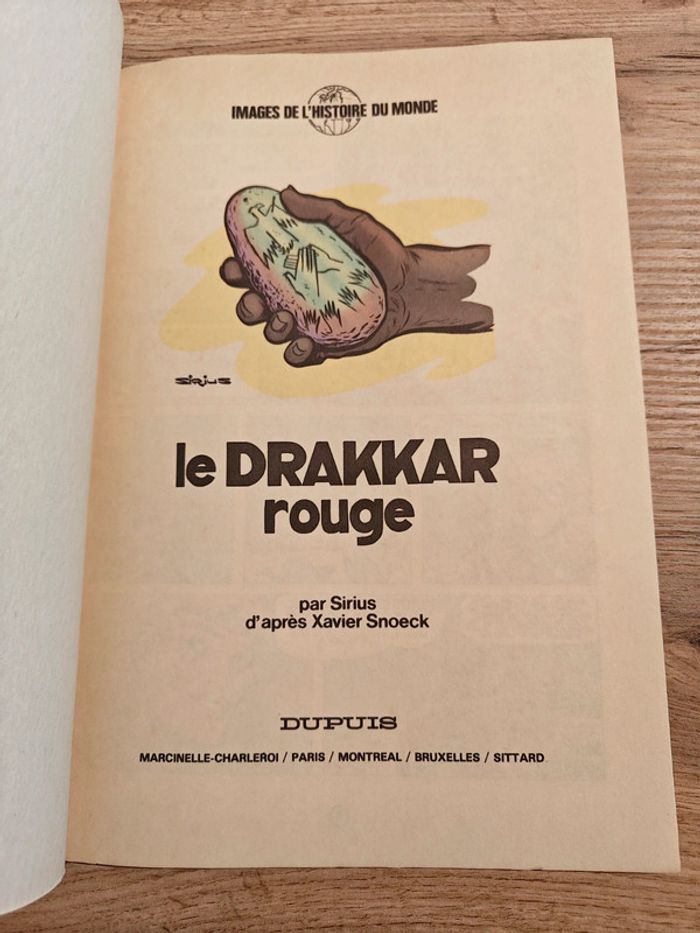 IMAGES DE L'HISTOIRE DU MONDE
SIRIUS
le DRAKKAR
rouge
par Sirius
d'après Xavier Snoeck
DUPUIS
MARCINELLE-CHARLEROI / PARIS / MONTREAL / BRUXELLES / SITTARD